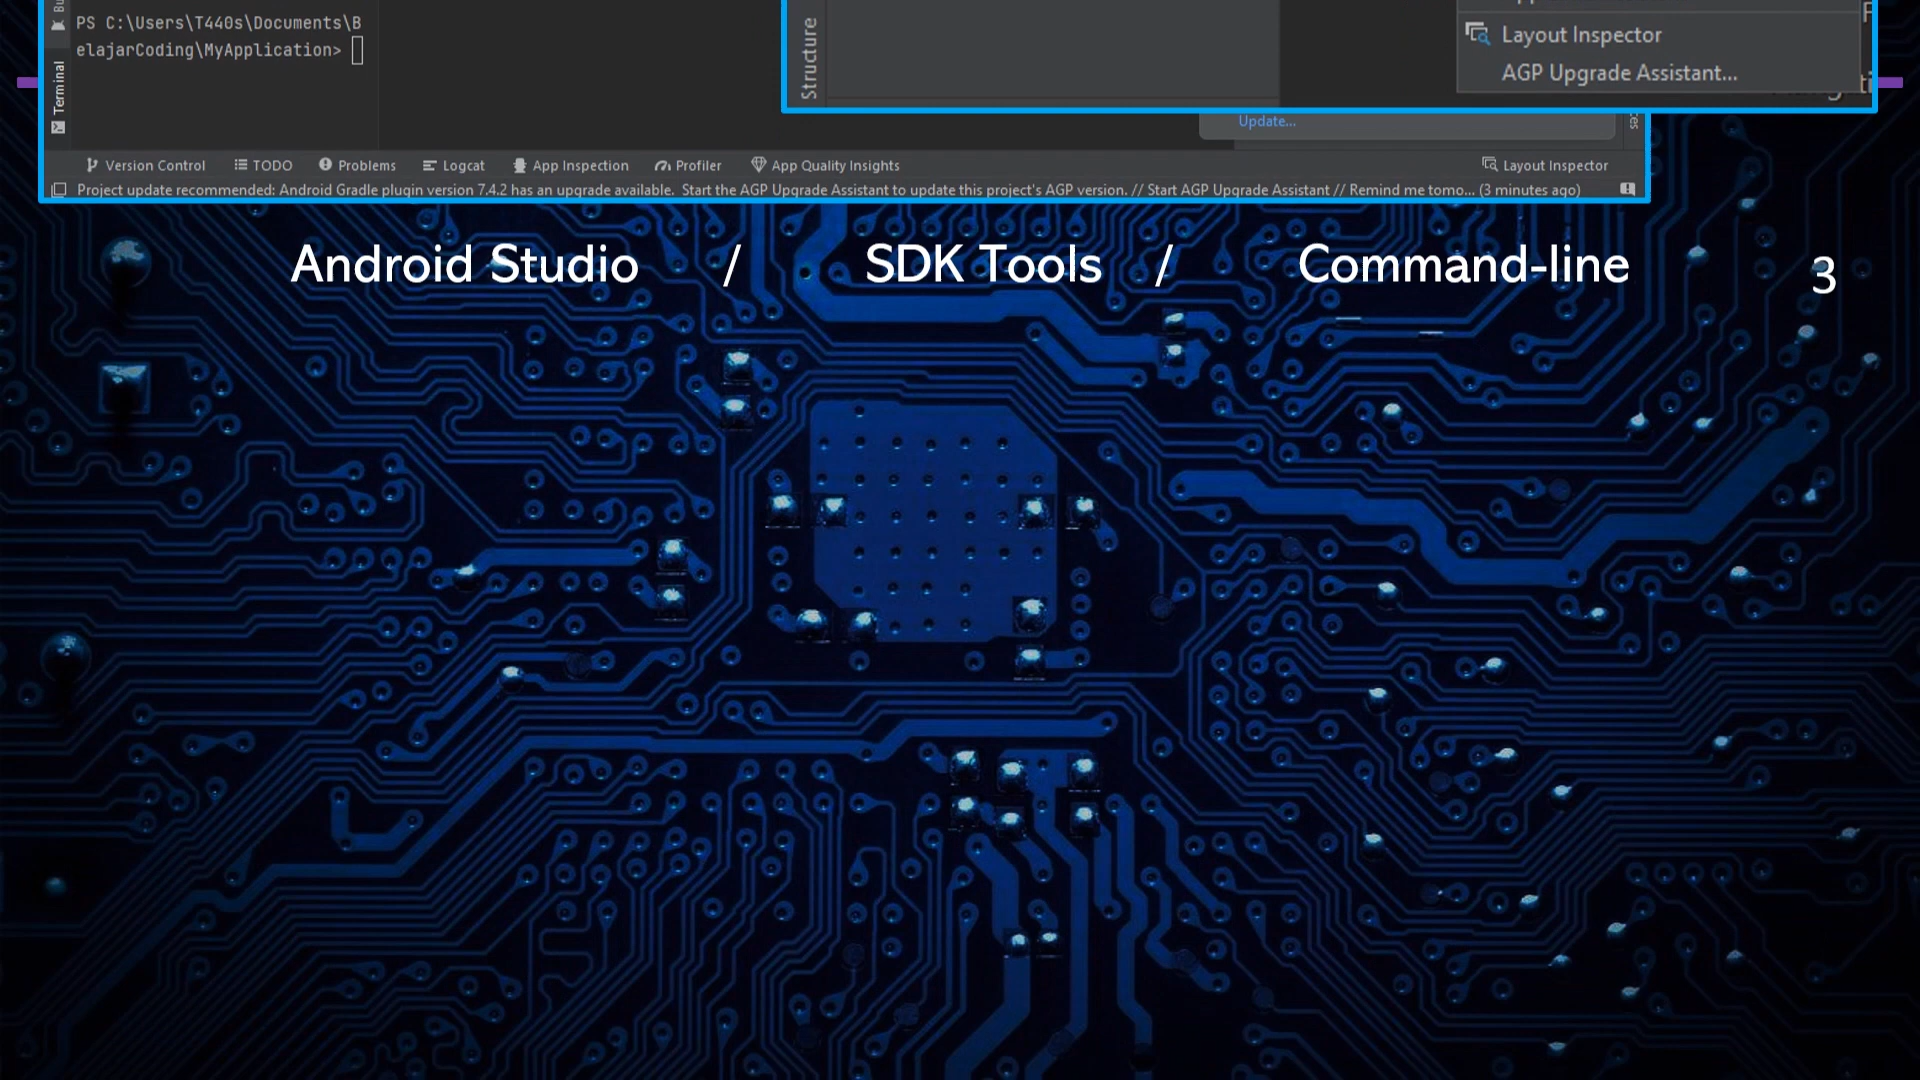 PS C:\Users\T440s\Documents\B
elajarCoding\MyApplication>
Terminal
Structure
Layout Inspector
AGP Upgrade Assistant...
Update...
Version Control
TODO
Problems
Logcat
App Inspection
Profiler
App Quality Insights
Layout Inspector
Project update recommended: Android Gradle plugin version 7.4.2 has an upgrade available. Start the AGP Upgrade Assistant to update this project's AGP version. // Start AGP Upgrade Assistant // Remind me tomo... (3 minutes ago)
Android Studio / SDK Tools / Command-line 3